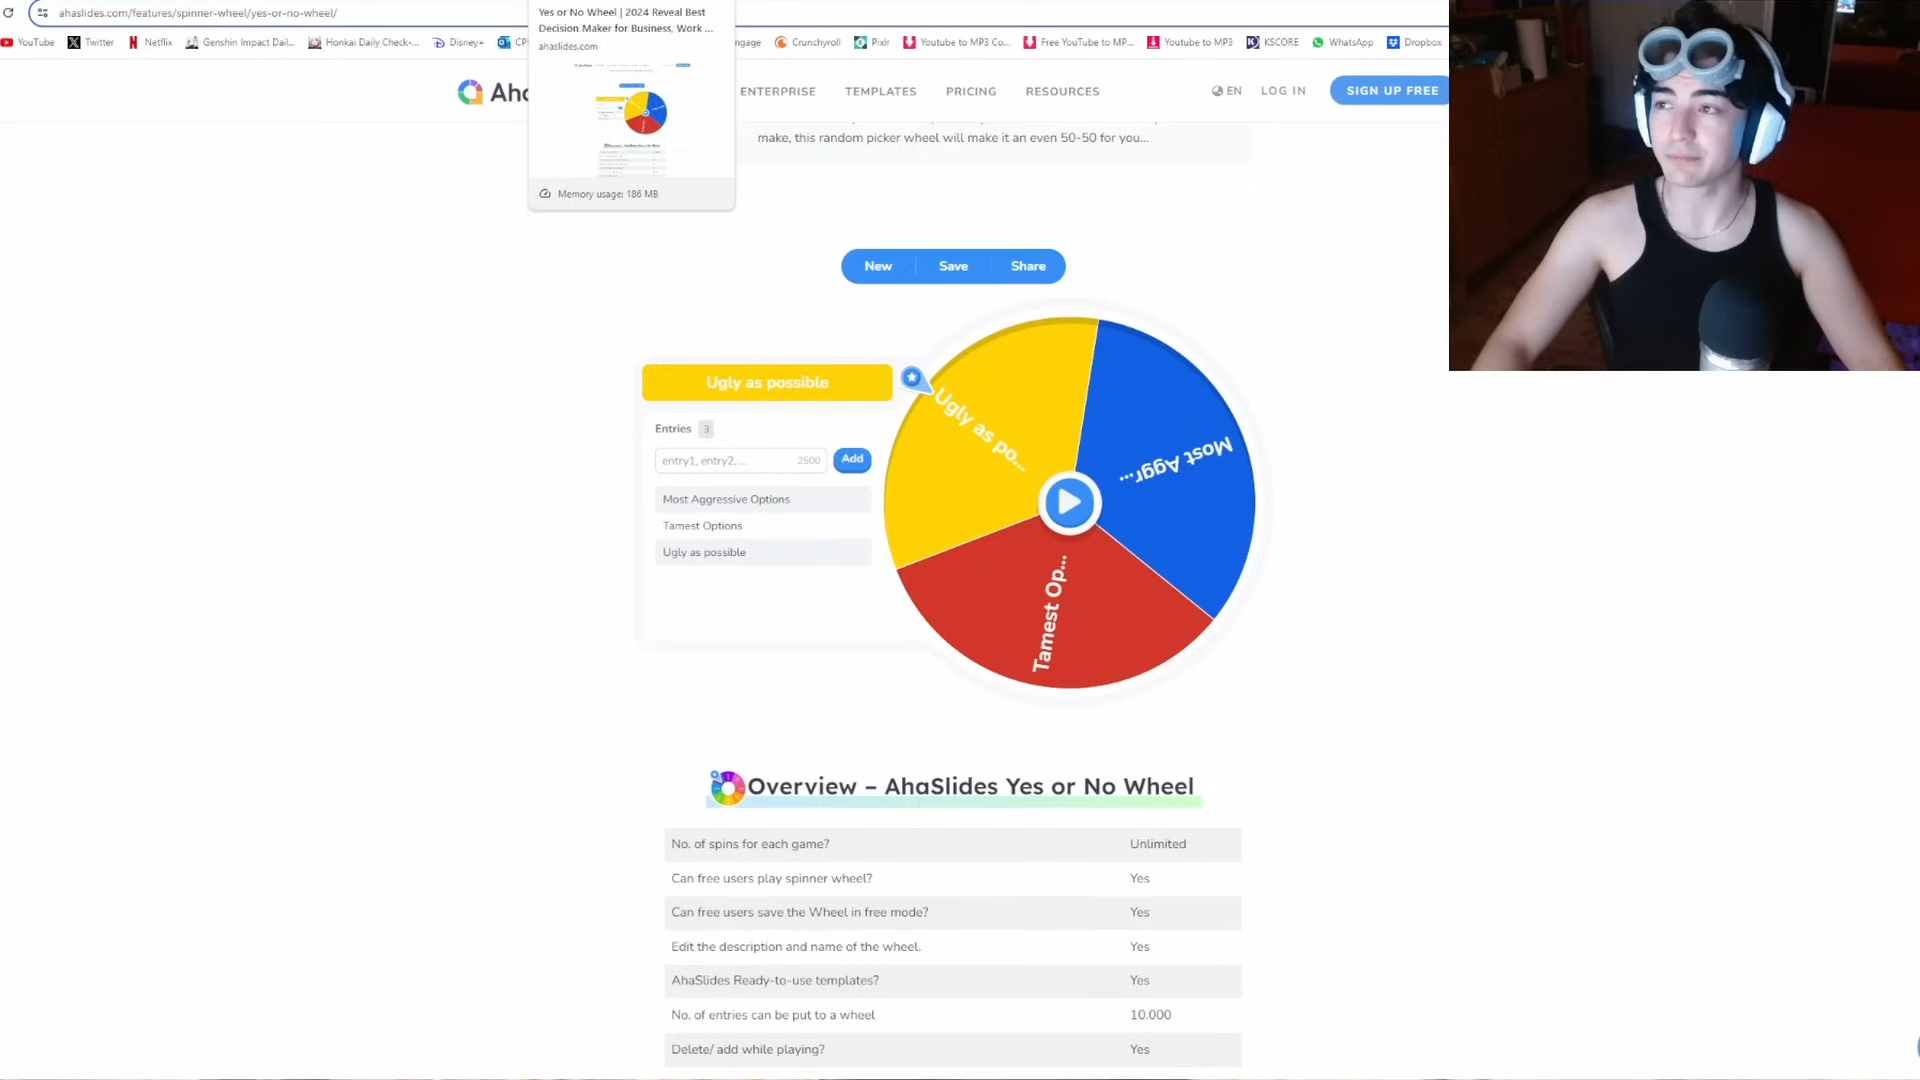 ahaslides.com/features/spinner-wheel/yes-or-no-wheel/
Yes or No Wheel | 2024 Reveal Best
Decision Maker for Business, Work ...
ahaslides.com
Memory usage: 186 MB
YouTube
Twitter
Netflix
Genshin Impact Dail...
Honkai Daily Check-...
Disney+
Crunchyroll
Pixlr
Youtube to MP3 Co...
Free YouTube to MP...
Youtube to MP3
KSCORE
WhatsApp
Dropbox
ENTERPRISE
TEMPLATES
PRICING
RESOURCES
EN
LOG IN
SIGN UP FREE
make, this random picker wheel will make it an even 50-50 for you...
New
Save
Share
Ugly as possible
Entries 3
entry1, entry2,... 2500
Add
Most Aggressive Options
Tamest Options
Ugly as possible
Ugly as po...
Most Aggr...
Tamest Op...
Overview – AhaSlides Yes or No Wheel
No. of spins for each game? Unlimited
Can free users play spinner wheel? Yes
Can free users save the Wheel in free mode? Yes
Edit the description and name of the wheel. Yes
AhaSlides Ready-to-use templates? Yes
No. of entries can be put to a wheel 10.000
Delete/ add while playing? Yes